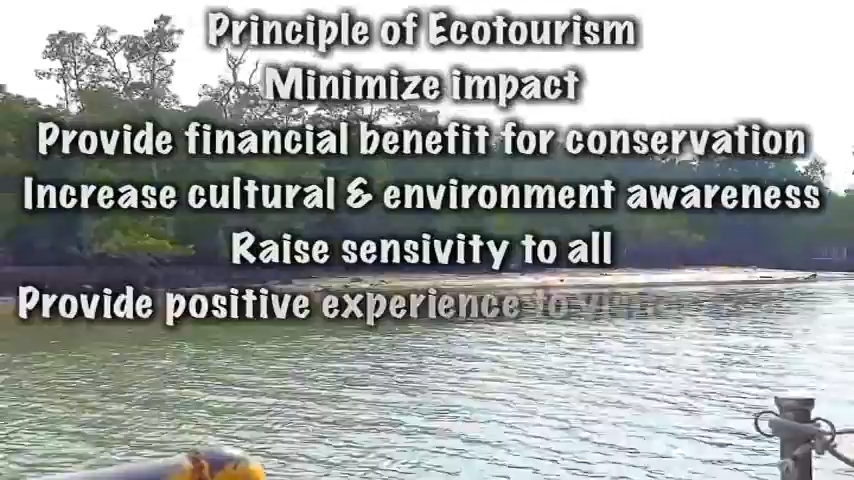 Principle of Ecotourism
Minimize impact
Provide financial benefit for conservation
Increase cultural & environment awareness
Raise sensivity to all
Provide positive experience to